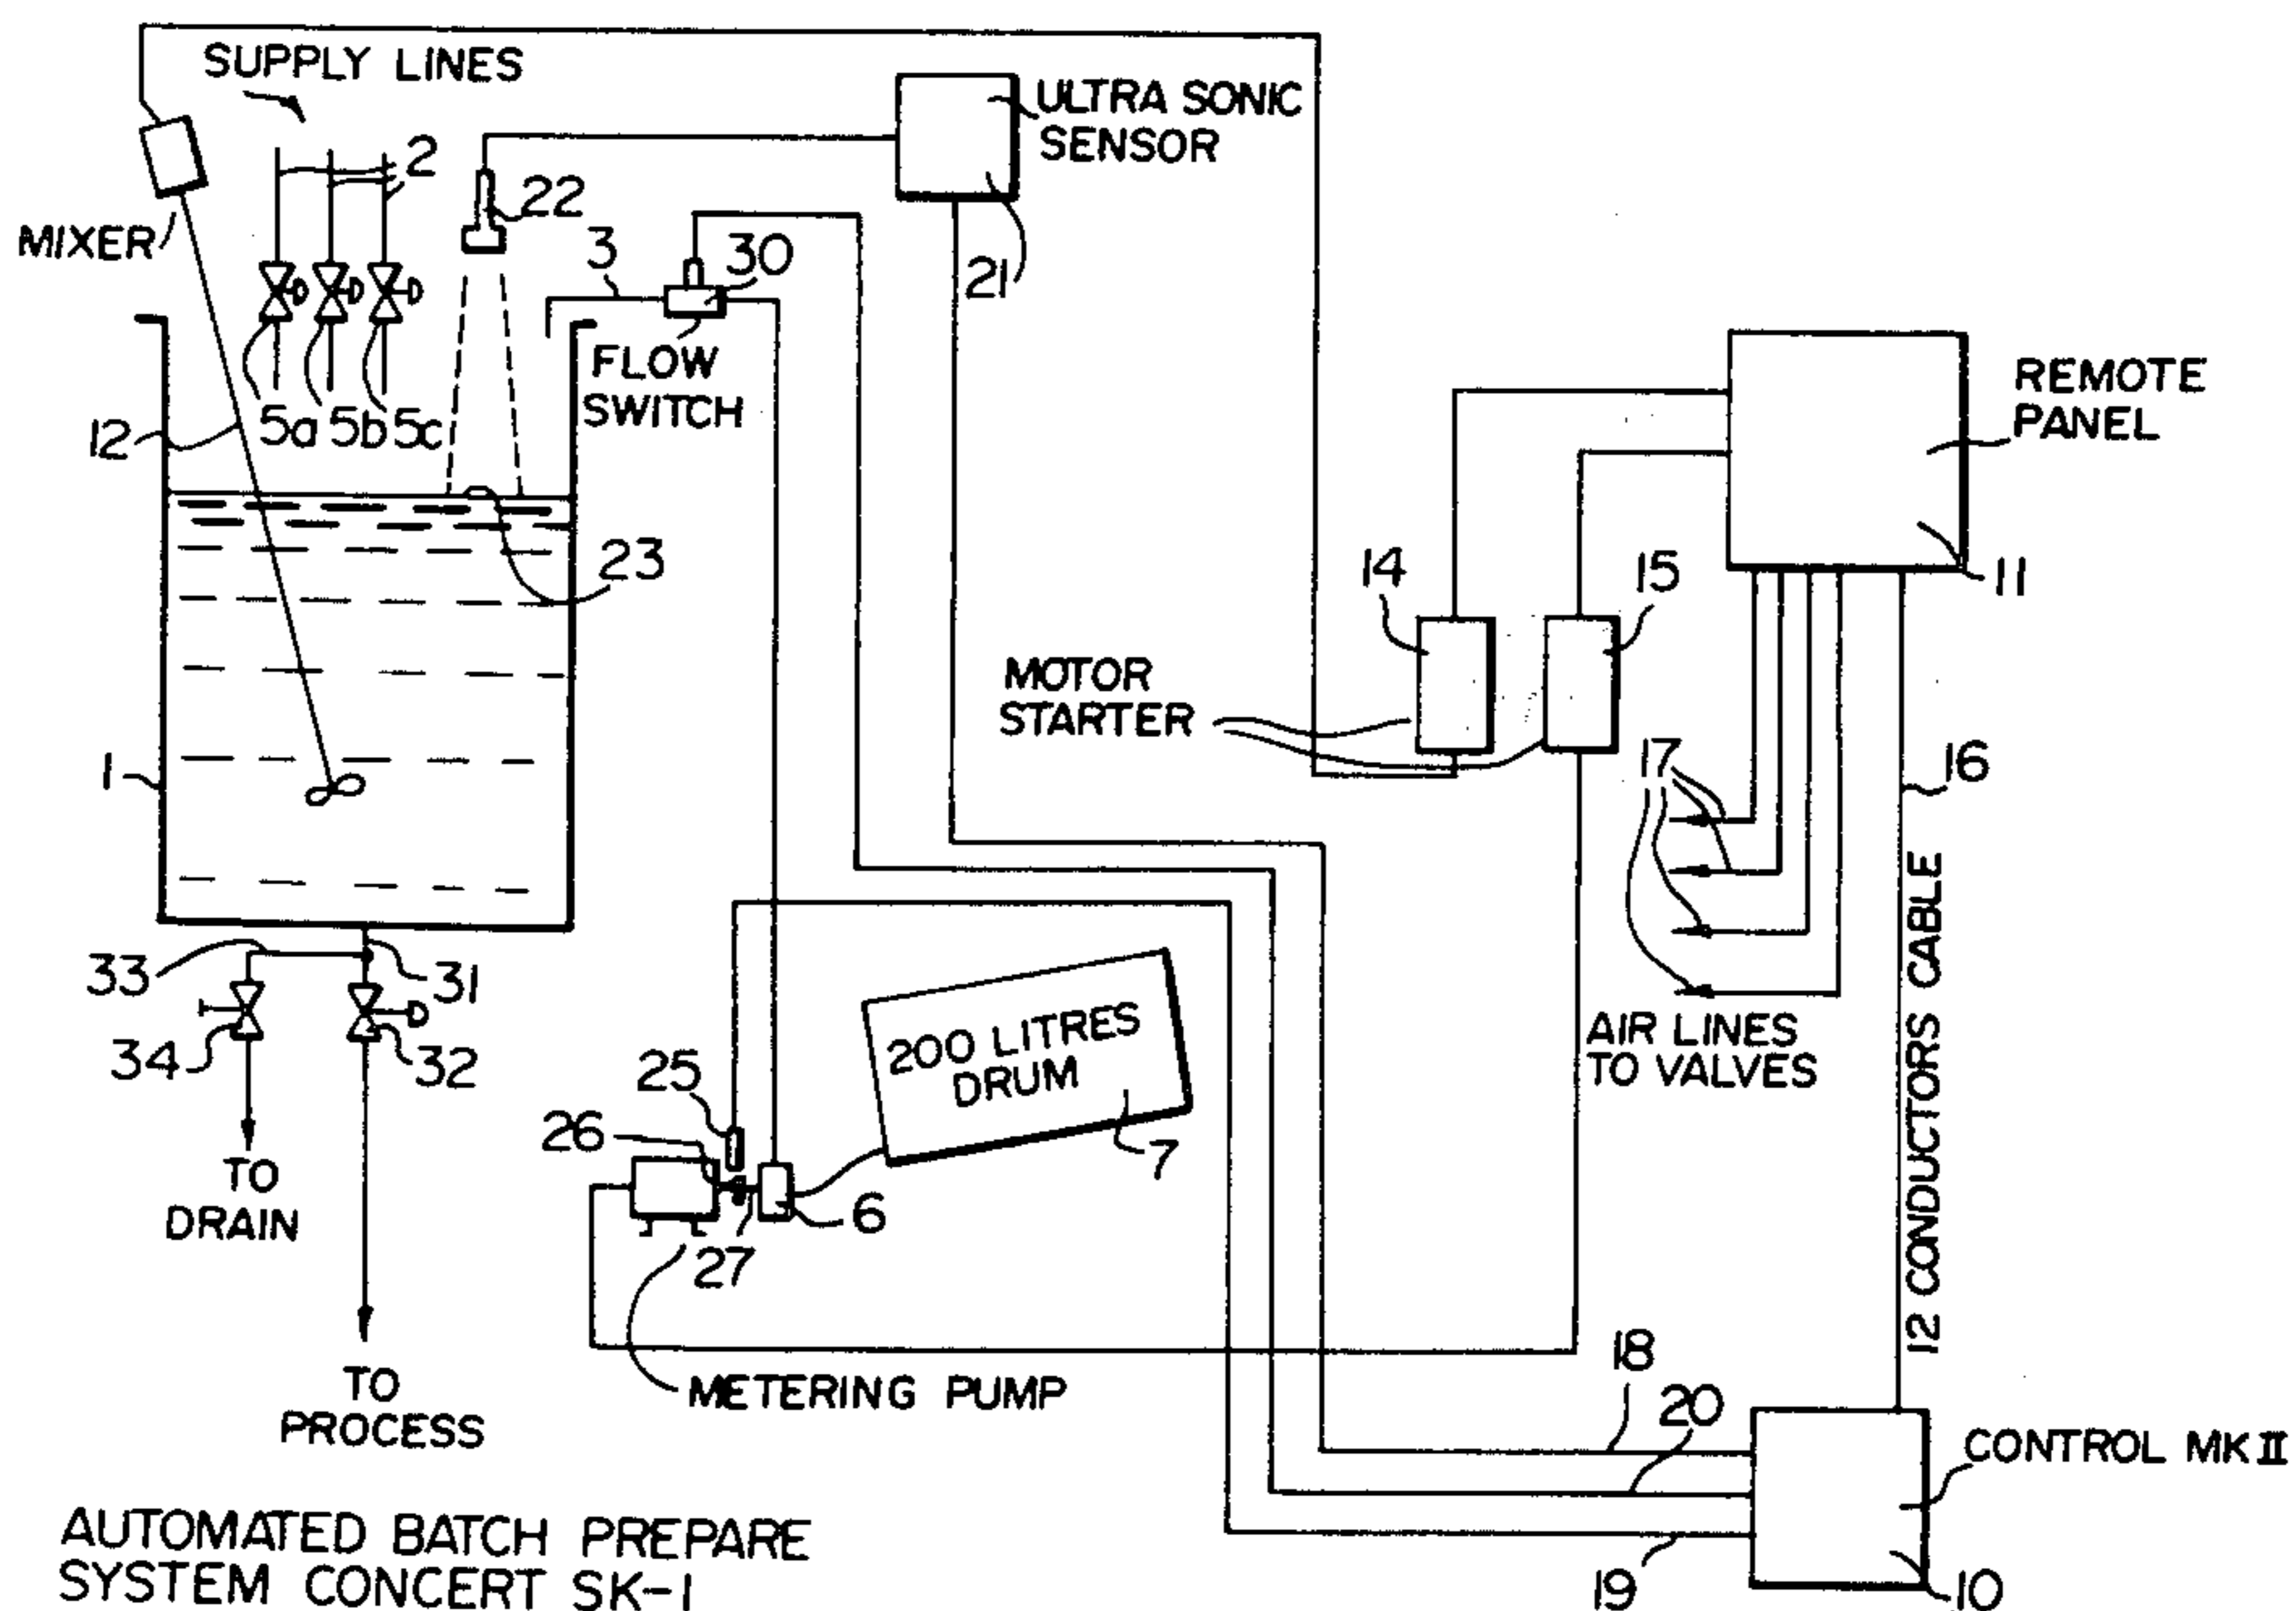 SUPPLY LINES
ULTRA SONIC
SENSOR
2
22
MIXER
3
30
21
FLOW
SWITCH
REMOTE
PANEL
12
5a
5b
5c
23
14
15
11
MOTOR
STARTER
1
17
16
12 CONDUCTORS CABLE
33
31
34
32
200 LITRES
DRUM
AIR LINES
TO VALVES
25
26
7
TO
DRAIN
27
6
18
TO
PROCESS
METERING PUMP
20
CONTROL MK II
AUTOMATED BATCH PREPARE
SYSTEM CONCERT SK-1
19
10